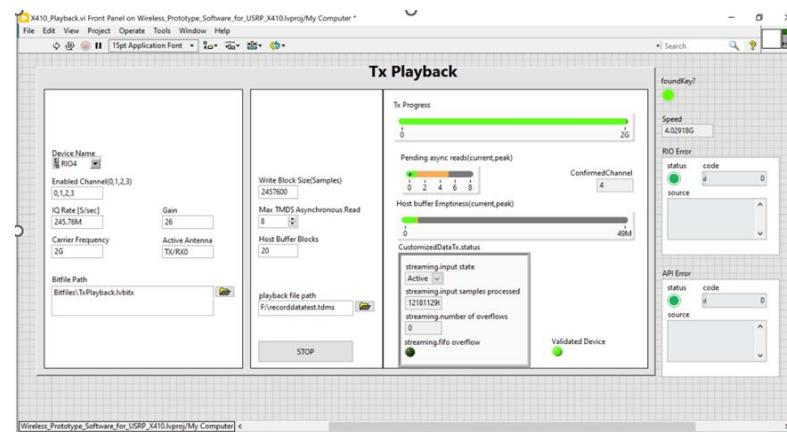 X410_Playback.vi Front Panel on Wireless_Prototype_Software_for_USRP_X410.lvproj/My Computer *
File Edit View Project Operate Tools Window Help
15pt Application Font
Search
Tx Playback
Device Name
RIO4
Enabled Channel(0,1,2,3)
0,1,2,3
IQ Rate [S/sec]
Gain
245.76M
26
Carrier Frequency
Active Antenna
2G
TX/RX0
Bitfile Path
Bitfiles\TxPlayback.lvbitx
Write Block Size(Samples)
2457600
Max TMDS Asynchronous Read
8
Host Buffer Blocks
20
playback file path
F:\recorddatatest.tdms
STOP
Tx Progress
0 2G
Pending async reads(current,peak)
0 2 4 6 8
ConfirmedChannel
4
Host buffer Emptiness(current,peak)
0 49M
CustomizedDataTx.status
streaming.input state
Active
streaming.input samples processed
streaming.number of overflows
0
streaming.fifo overflow
Validated Device
foundKey?
Speed
4.02918G
RIO Error
status code
d 0
source
API Error
status code
d 0
source
Wireless_Prototype_Software_for_USRP_X410.lvproj/My Computer